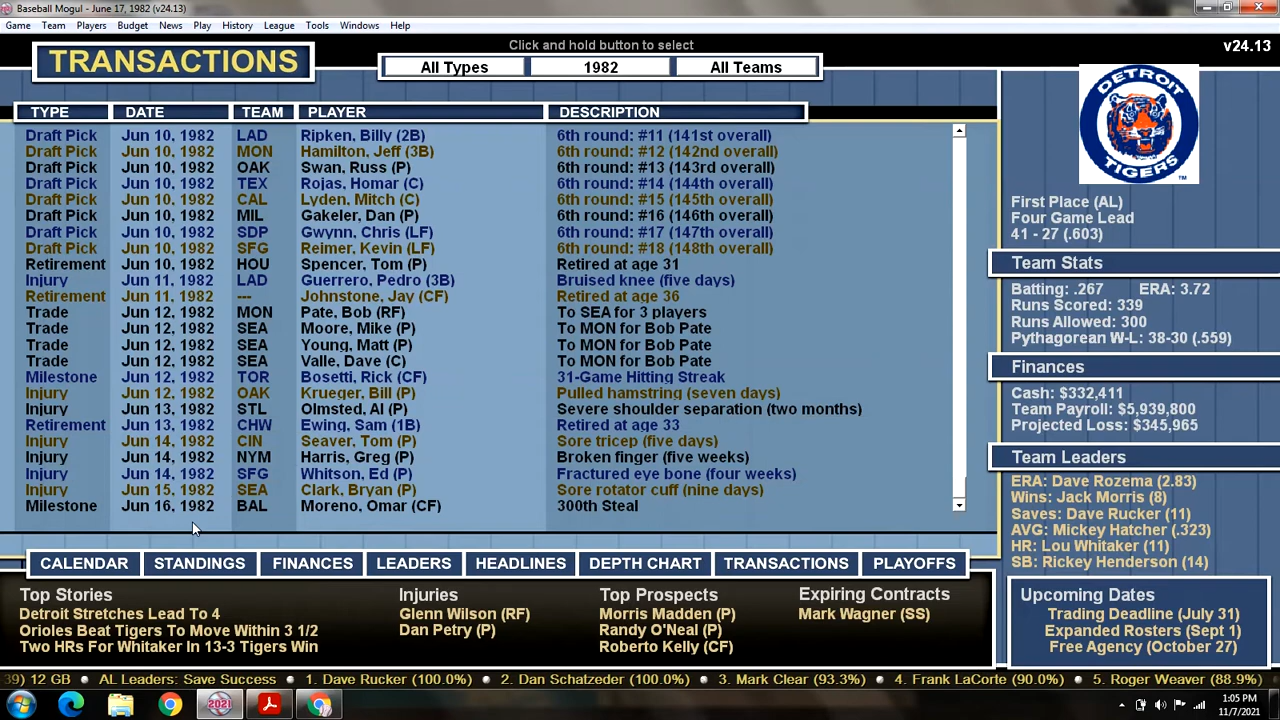 Baseball Mogul - June 17, 1982 (v24.13)
Game Team Players Budget News Play History League Tools Windows Help
TRANSACTIONS
Click and hold button to select
All Types 1982 All Teams
v24.13
TYPE DATE TEAM PLAYER DESCRIPTION
Draft Pick Jun 10, 1982 LAD Ripken, Billy (2B) 6th round: #11 (141st overall)
Draft Pick Jun 10, 1982 MON Hamilton, Jeff (3B) 6th round: #12 (142nd overall)
Draft Pick Jun 10, 1982 OAK Swan, Russ (P) 6th round: #13 (143rd overall)
Draft Pick Jun 10, 1982 TEX Rojas, Homar (C) 6th round: #14 (144th overall)
Draft Pick Jun 10, 1982 CAL Lyden, Mitch (C) 6th round: #15 (145th overall)
Draft Pick Jun 10, 1982 MIL Gakeler, Dan (P) 6th round: #16 (146th overall)
Draft Pick Jun 10, 1982 SDP Gwynn, Chris (LF) 6th round: #17 (147th overall)
Draft Pick Jun 10, 1982 SFG Reimer, Kevin (LF) 6th round: #18 (148th overall)
Retirement Jun 10, 1982 HOU Spencer, Tom (P) Retired at age 31
Injury Jun 11, 1982 LAD Guerrero, Pedro (3B) Bruised knee (five days)
Retirement Jun 11, 1982 --- Johnstone, Jay (CF) Retired at age 36
Trade Jun 12, 1982 MON Pate, Bob (RF) To SEA for 3 players
Trade Jun 12, 1982 SEA Moore, Mike (P) To MON for Bob Pate
Trade Jun 12, 1982 SEA Young, Matt (P) To MON for Bob Pate
Trade Jun 12, 1982 SEA Valle, Dave (C) To MON for Bob Pate
Milestone Jun 12, 1982 TOR Bosetti, Rick (CF) 31-Game Hitting Streak
Injury Jun 12, 1982 OAK Krueger, Bill (P) Pulled hamstring (seven days)
Injury Jun 13, 1982 STL Olmsted, Al (P) Severe shoulder separation (two months)
Retirement Jun 13, 1982 CHW Ewing, Sam (1B) Retired at age 33
Injury Jun 14, 1982 CIN Seaver, Tom (P) Sore tricep (five days)
Injury Jun 14, 1982 NYM Harris, Greg (P) Broken finger (five weeks)
Injury Jun 14, 1982 SFG Whitson, Ed (P) Fractured eye bone (four weeks)
Injury Jun 15, 1982 SEA Clark, Bryan (P) Sore rotator cuff (nine days)
Milestone Jun 16, 1982 BAL Moreno, Omar (CF) 300th Steal
DETROIT
TIGERS
TM
First Place (AL)
Four Game Lead
41 - 27 (.603)
Team Stats
Batting: .267 ERA: 3.72
Runs Scored: 339
Runs Allowed: 300
Pythagorean W-L: 38-30 (.559)
Finances
Cash: $332,411
Team Payroll: $5,939,800
Projected Loss: $345,965
Team Leaders
ERA: Dave Rozema (2.83)
Wins: Jack Morris (8)
Saves: Dave Rucker (11)
AVG: Mickey Hatcher (.323)
HR: Lou Whitaker (11)
SB: Rickey Henderson (14)
CALENDAR STANDINGS FINANCES LEADERS HEADLINES DEPTH CHART TRANSACTIONS PLAYOFFS
Top Stories
Detroit Stretches Lead To 4
Orioles Beat Tigers To Move Within 3 1/2
Two HRs For Whitaker In 13-3 Tigers Win
Injuries
Glenn Wilson (RF)
Dan Petry (P)
Top Prospects
Morris Madden (P)
Randy O'Neal (P)
Roberto Kelly (CF)
Expiring Contracts
Mark Wagner (SS)
Upcoming Dates
Trading Deadline (July 31)
Expanded Rosters (Sept 1)
Free Agency (October 27)
39) 12 GB • AL Leaders: Save Success • 1. Dave Rucker (100.0%) • 2. Dan Schatzeder (100.0%) • 3. Mark Clear (93.3%) • 4. Frank LaCorte (90.0%) • 5. Roger Weaver (88.9%)
2021
1:05 PM
11/7/2021